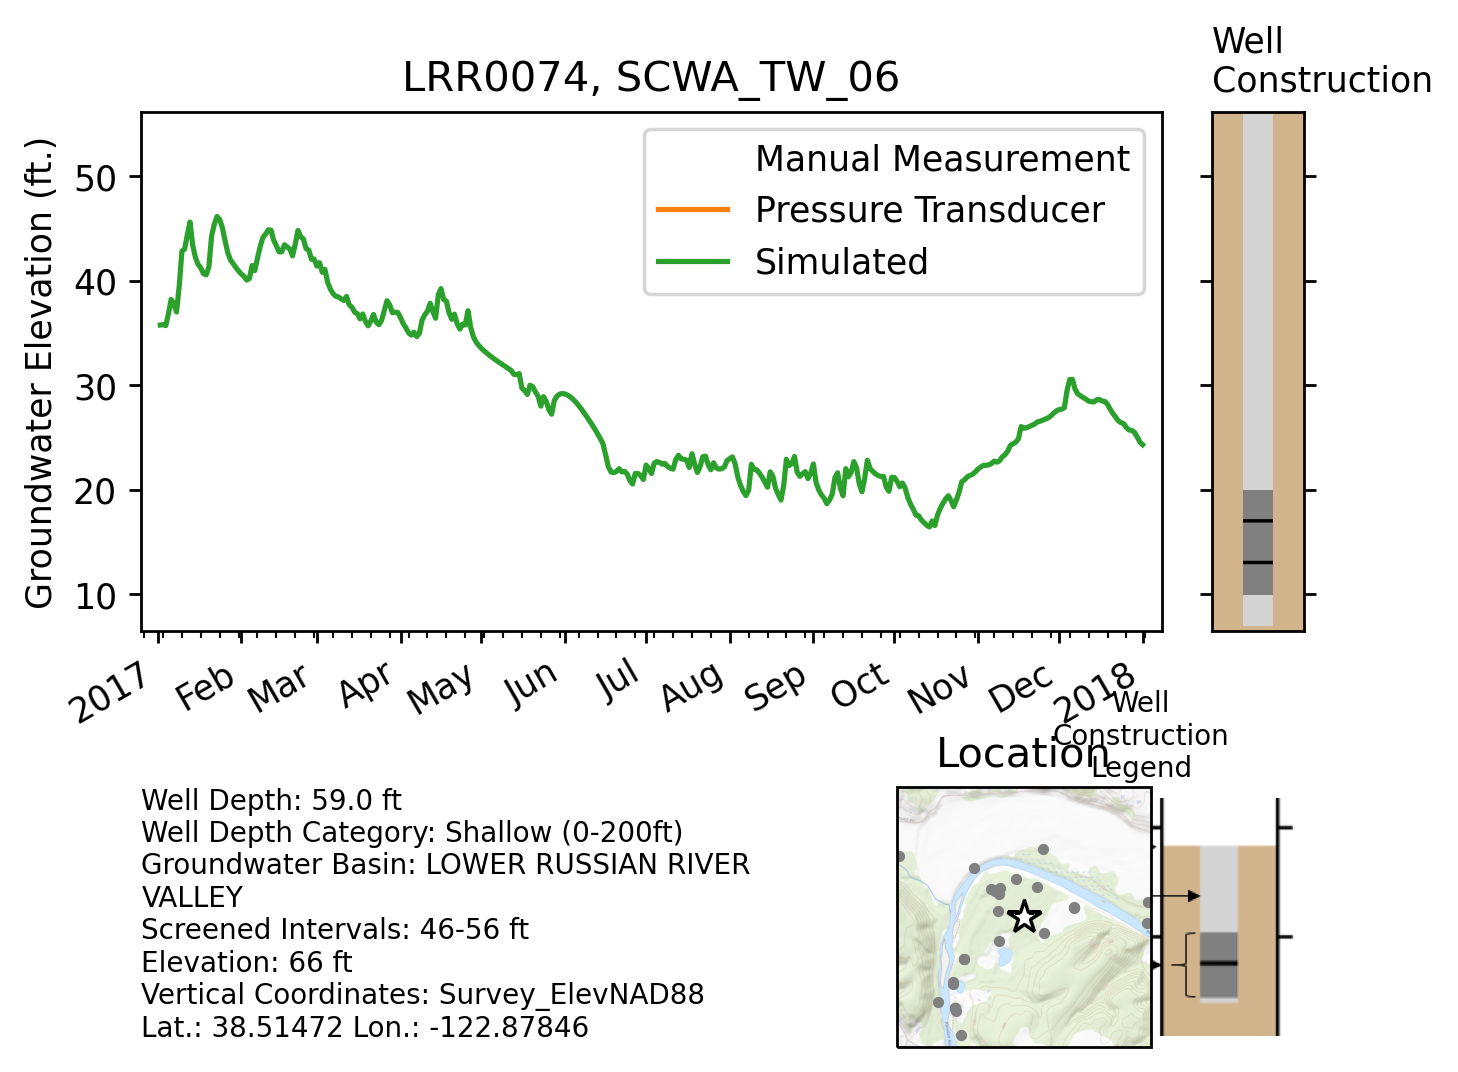 Well
Construction
LRR0074, SCWA_TW_06
Groundwater Elevation (ft.)
50
40
30
20
10
Manual Measurement
Pressure Transducer
Simulated
2017
Feb
Mar
Apr
May
Jun
Jul
Aug
Sep
Oct
Nov
Dec
2018
Well
Construction
Legend
Location
Well Depth: 59.0 ft
Well Depth Category: Shallow (0-200ft)
Groundwater Basin: LOWER RUSSIAN RIVER
VALLEY
Screened Intervals: 46-56 ft
Elevation: 66 ft
Vertical Coordinates: Survey_ElevNAD88
Lat.: 38.51472 Lon.: -122.87846